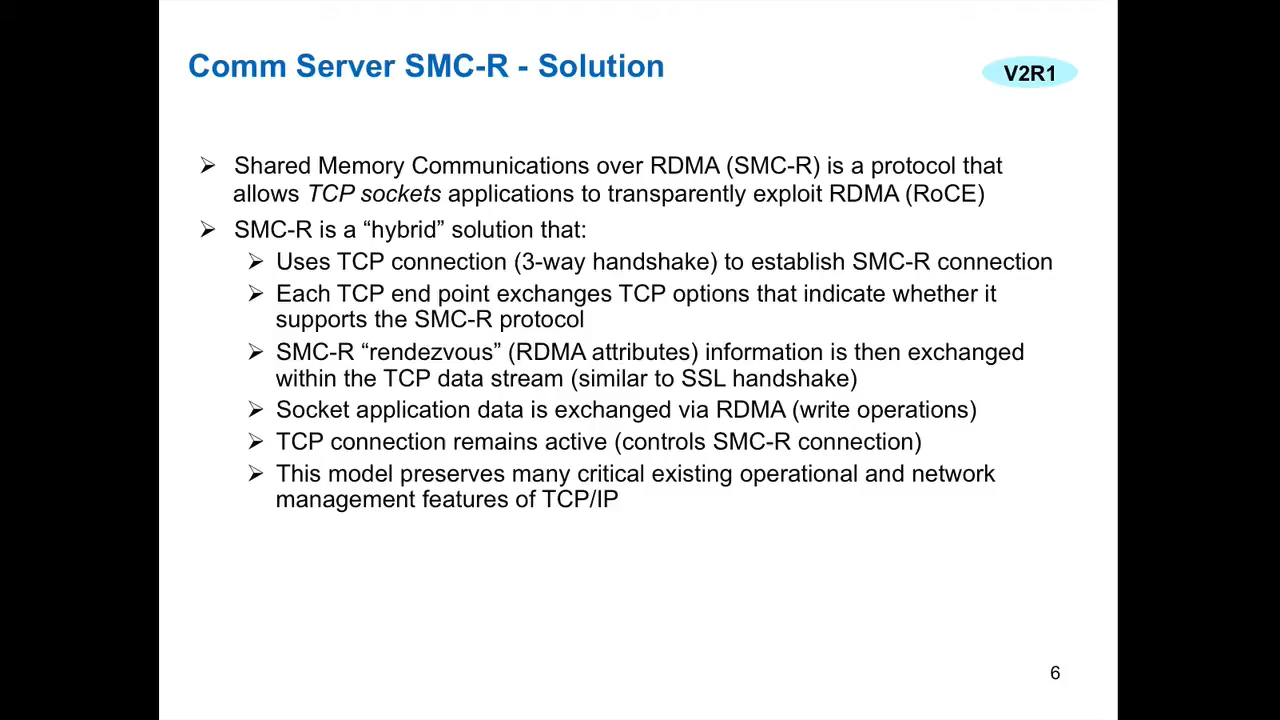 Comm Server SMC-R - Solution
V2R1
➢ Shared Memory Communications over RDMA (SMC-R) is a protocol that
allows TCP sockets applications to transparently exploit RDMA (RoCE)
➢ SMC-R is a “hybrid” solution that:
➢ Uses TCP connection (3-way handshake) to establish SMC-R connection
➢ Each TCP end point exchanges TCP options that indicate whether it
supports the SMC-R protocol
➢ SMC-R “rendezvous” (RDMA attributes) information is then exchanged
within the TCP data stream (similar to SSL handshake)
➢ Socket application data is exchanged via RDMA (write operations)
➢ TCP connection remains active (controls SMC-R connection)
➢ This model preserves many critical existing operational and network
management features of TCP/IP
6